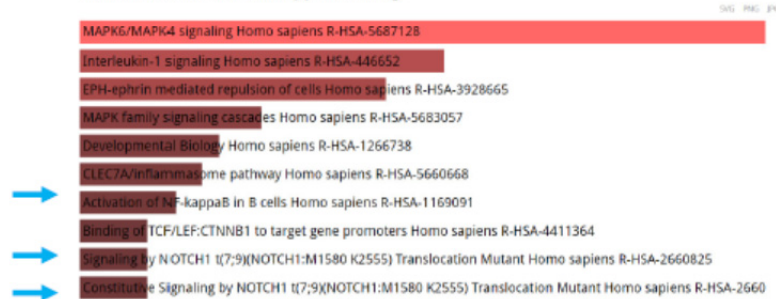 SVG PNG JPG
MAPK6/MAPK4 signaling Homo sapiens R-HSA-5687128
Interleukin-1 signaling Homo sapiens R-HSA-446652
EPH-ephrin mediated repulsion of cells Homo sapiens R-HSA-3928665
MAPK family signaling cascades Homo sapiens R-HSA-5683057
Developmental Biology Homo sapiens R-HSA-1266738
CLEC7A/inflammasome pathway Homo sapiens R-HSA-5660668
Activation of NF-kappaB in B cells Homo sapiens R-HSA-1169091
Binding of TCF/LEF:CTNNB1 to target gene promoters Homo sapiens R-HSA-4411364
Signaling by NOTCH1 t(7;9)(NOTCH1:M1580 K2555) Translocation Mutant Homo sapiens R-HSA-2660825
Constitutive Signaling by NOTCH1 t(7;9)(NOTCH1:M1580 K2555) Translocation Mutant Homo sapiens R-HSA-2660